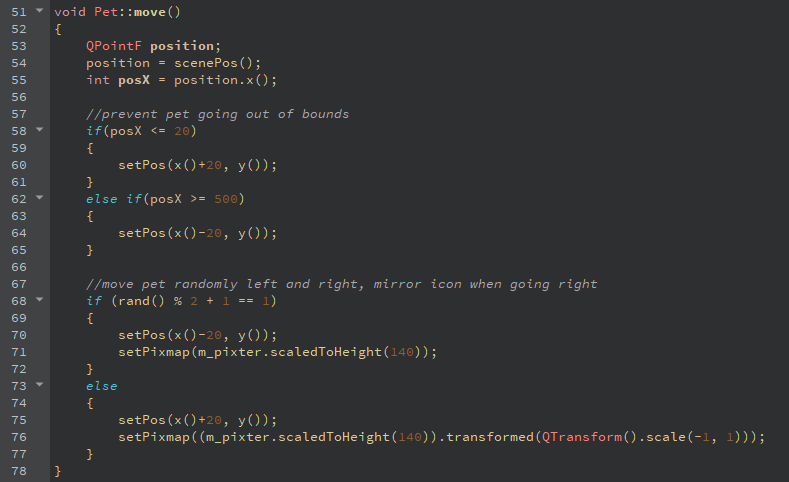 51 void Pet::move()
52 {
53     QPointF position;
54     position = scenePos();
55     int posX = position.x();
56
57     //prevent pet going out of bounds
58     if(posX <= 20)
59     {
60         setPos(x()+20, y());
61     }
62     else if(posX >= 500)
63     {
64         setPos(x()-20, y());
65     }
66
67     //move pet randomly left and right, mirror icon when going right
68     if (rand() % 2 + 1 == 1)
69     {
70         setPos(x()-20, y());
71         setPixmap(m_pixter.scaledToHeight(140));
72     }
73     else
74     {
75         setPos(x()+20, y());
76         setPixmap((m_pixter.scaledToHeight(140)).transformed(QTransform().scale(-1, 1)));
77     }
78 }